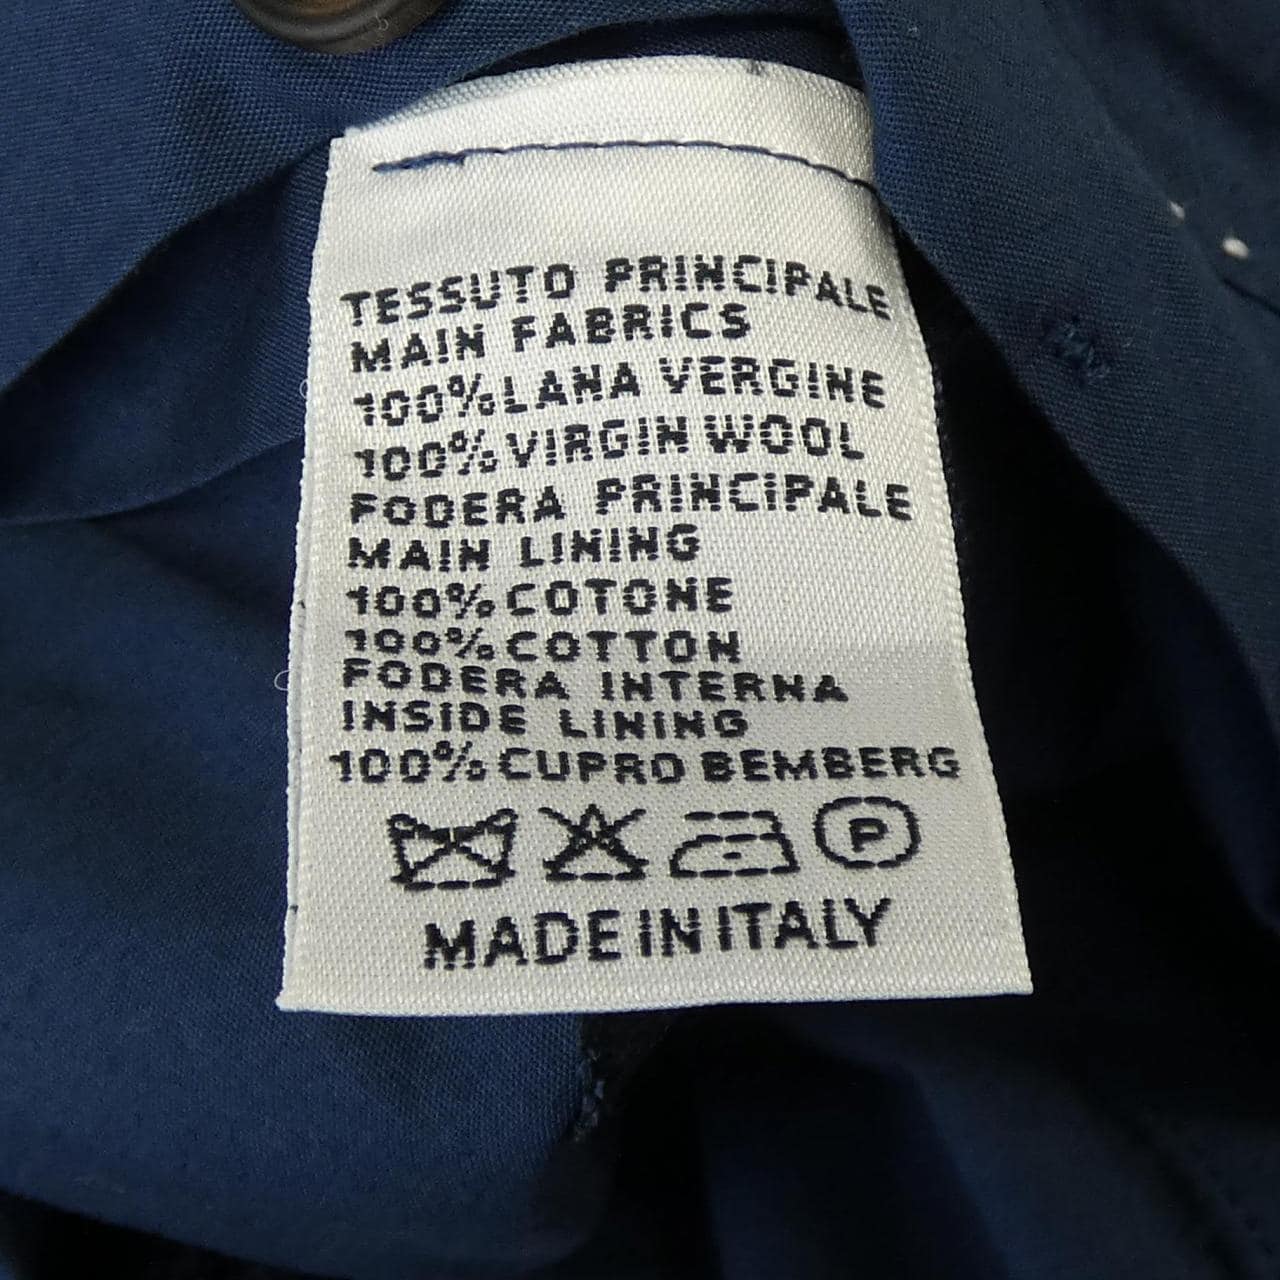 TESSUTO PRINCIPALE
MAIN FABRICS
100% LANA VERGINE
100% VIRGIN WOOL
FODERA PRINCIPALE
MAIN LINING
100% COTONE
100% COTTON
FODERA INTERNA
INSIDE LINING
100% CUPRO BEMBERG
P
MADE IN ITALY